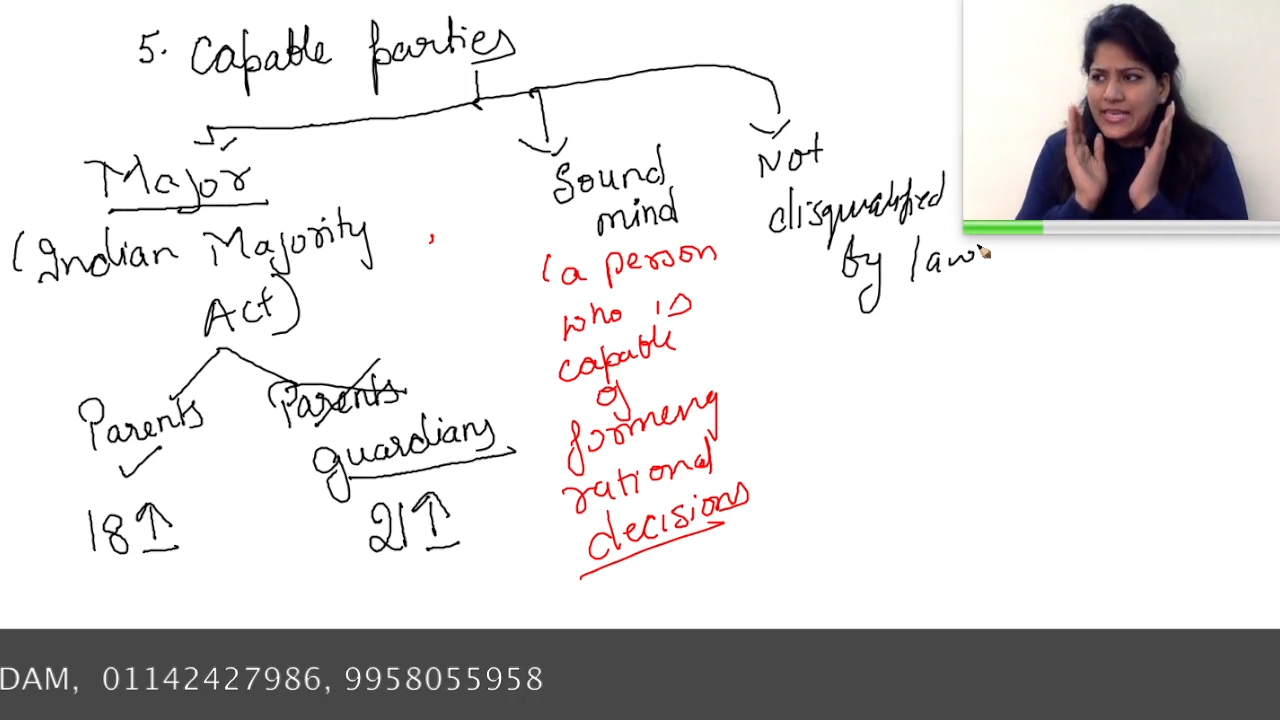 5. Capable parties
Major
(Indian Majority
Act)
Parents
18↑
Parents
guardians
21↑
Sound
mind
(a person
who is
capable
of
formeng
rational
decisions
Not
disqualified
by law
DAM, 01142427986, 9958055958